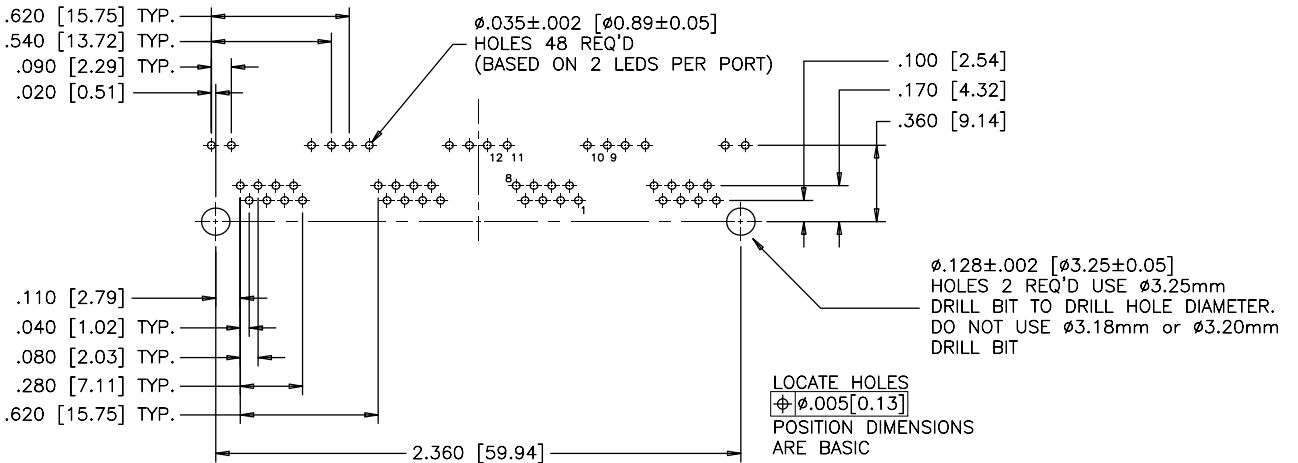 .620 [15.75] TYP.
.540 [13.72] TYP.
.090 [2.29] TYP.
.020 [0.51]
ø.035±.002 [ø0.89±0.05]
HOLES 48 REQ'D
(BASED ON 2 LEDS PER PORT)
.100 [2.54]
.170 [4.32]
.360 [9.14]
12 11
10 9
8
1
.110 [2.79]
.040 [1.02] TYP.
.080 [2.03] TYP.
.280 [7.11] TYP.
.620 [15.75] TYP.
2.360 [59.94]
ø.128±.002 [ø3.25±0.05]
HOLES 2 REQ'D USE ø3.25mm
DRILL BIT TO DRILL HOLE DIAMETER.
DO NOT USE ø3.18mm or ø3.20mm
DRILL BIT
LOCATE HOLES
⌖ ø.005[0.13]
POSITION DIMENSIONS
ARE BASIC